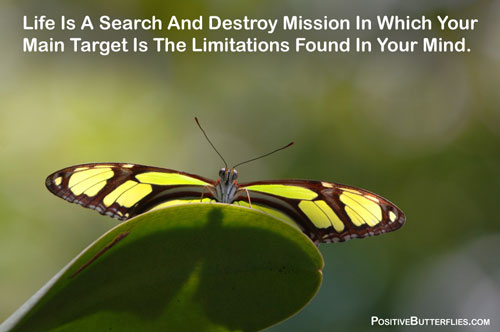 Life Is A Search And Destroy Mission In Which Your
Main Target Is The Limitations Found In Your Mind.
PositiveButterflies.com